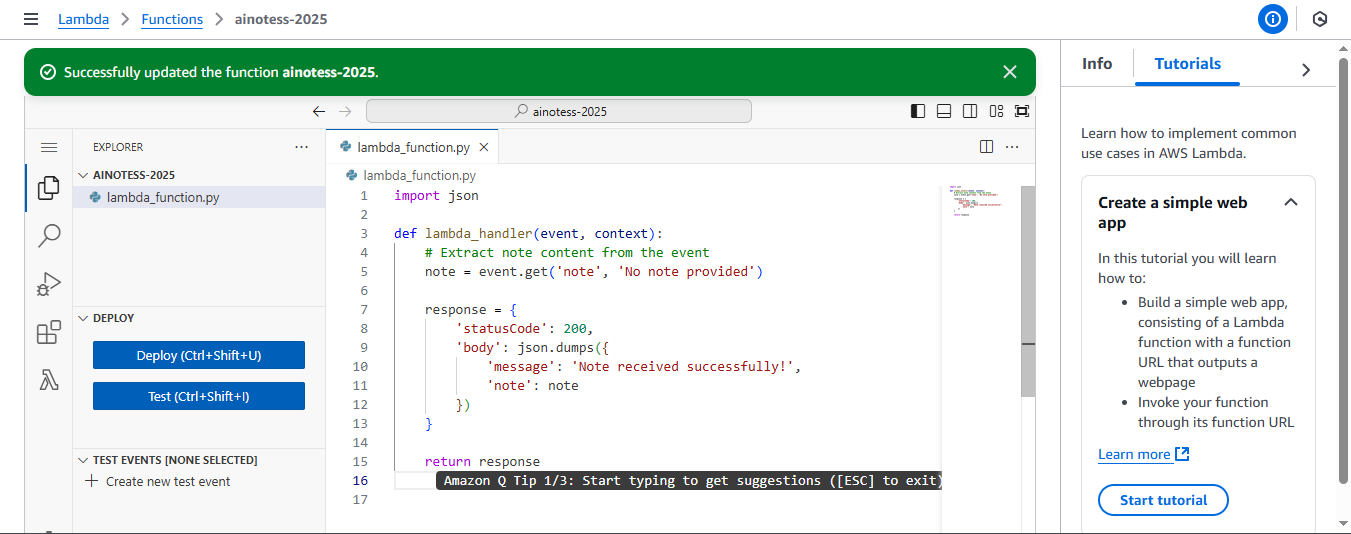 Lambda > Functions > ainotess-2025
Successfully updated the function ainotess-2025.
Info Tutorials
ainotess-2025
EXPLORER
AINOTESS-2025
lambda_function.py
DEPLOY
Deploy (Ctrl+Shift+U)
Test (Ctrl+Shift+I)
TEST EVENTS [NONE SELECTED]
Create new test event
lambda_function.py
lambda_function.py
1 import json
2
3 def lambda_handler(event, context):
4 # Extract note content from the event
5 note = event.get('note', 'No note provided')
6
7 response = {
8 'statusCode': 200,
9 'body': json.dumps({
10 'message': 'Note received successfully!',
11 'note': note
12 })
13 }
14
15 return response
16 Amazon Q Tip 1/3: Start typing to get suggestions ([ESC] to exit)
17
Learn how to implement common
use cases in AWS Lambda.
Create a simple web
app
In this tutorial you will learn
how to:
• Build a simple web app,
consisting of a Lambda
function with a function
URL that outputs a
webpage
• Invoke your function
through its function URL
Learn more
Start tutorial